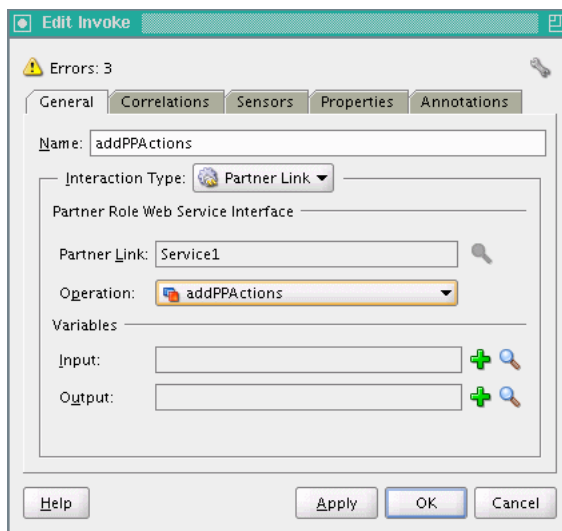 Edit Invoke
Errors: 3
General Correlations Sensors Properties Annotations
Name: addPPActions
Interaction Type: Partner Link
Partner Role Web Service Interface
Partner Link: Service1
Operation: addPPActions
Variables
Input:
Output:
Help Apply OK Cancel